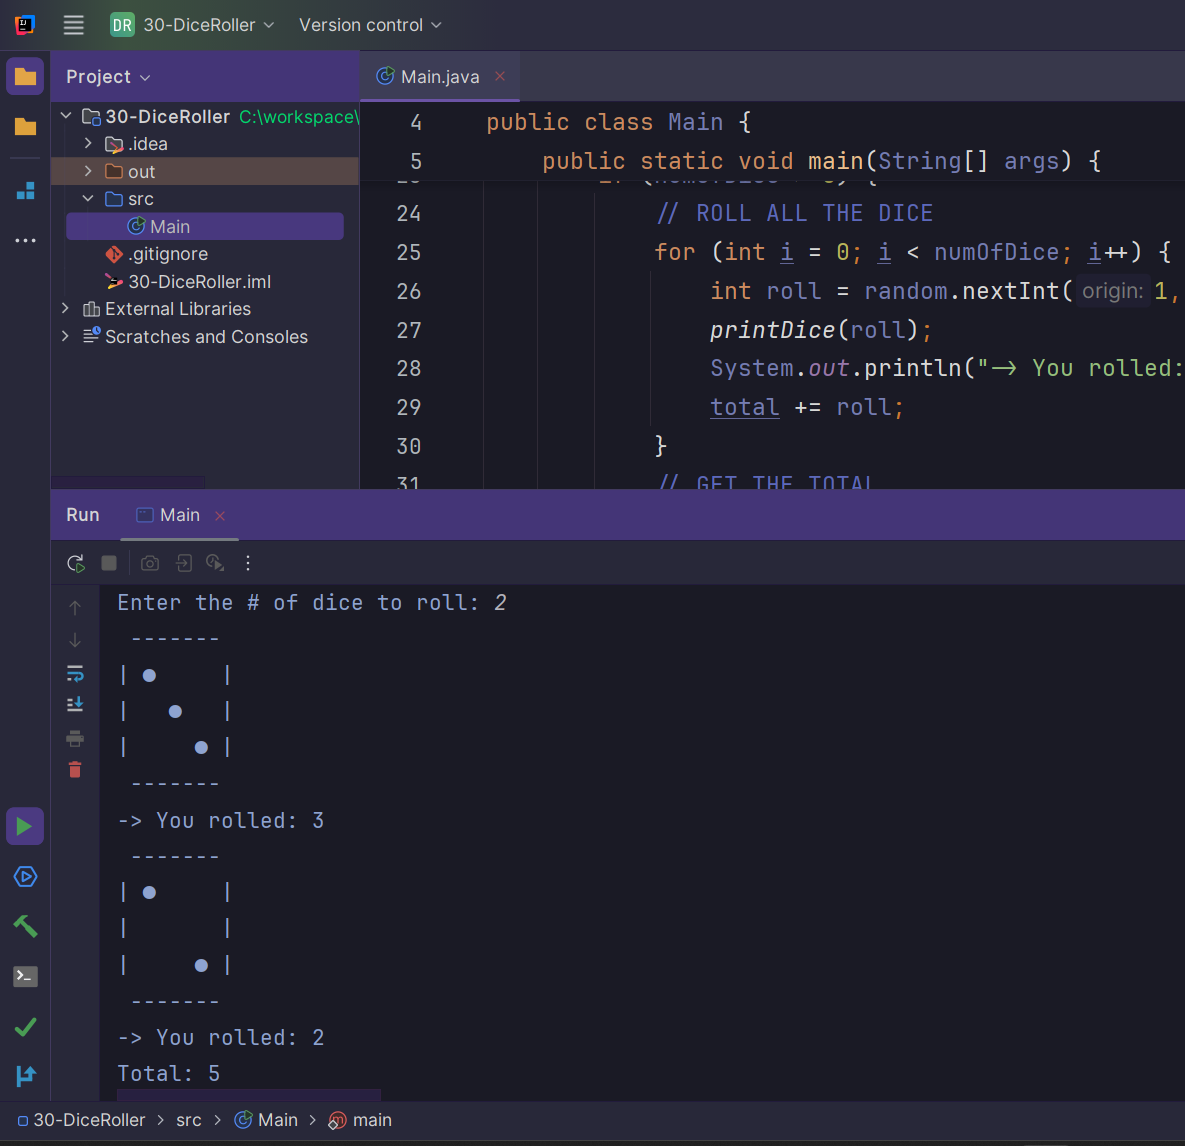 DR 30-DiceRoller Version control
Project
Main.java
30-DiceRoller C:\workspace\
.idea
out
src
Main
.gitignore
30-DiceRoller.iml
External Libraries
Scratches and Consoles
4 public class Main {
5 public static void main(String[] args) {
24 // ROLL ALL THE DICE
25 for (int i = 0; i < numOfDice; i++) {
26 int roll = random.nextInt( origin: 1,
27 printDice(roll);
28 System.out.println("-> You rolled:
29 total += roll;
30 }
31 // GET THE TOTAL
Run Main
Enter the # of dice to roll: 2
-------
| ● |
| ● |
| ● |
-------
-> You rolled: 3
-------
| ● |
| |
| ● |
-------
-> You rolled: 2
Total: 5
30-DiceRoller > src > Main > main